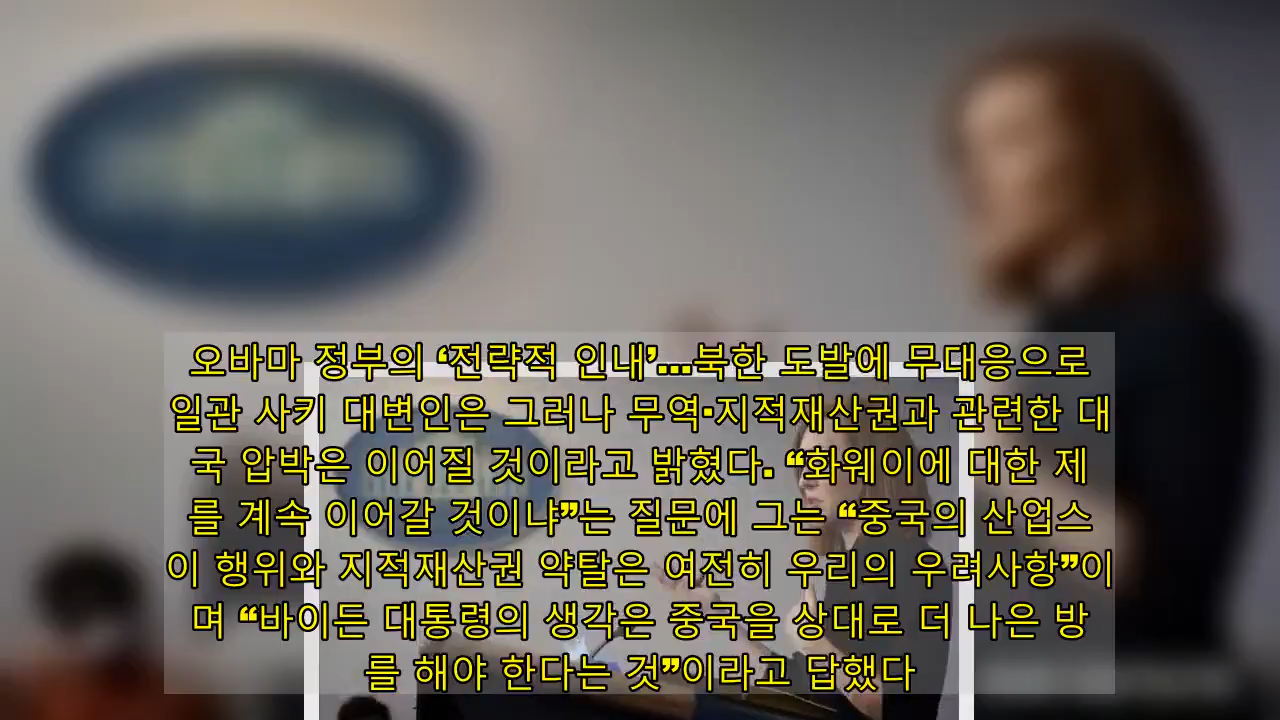 오바마 정부의 ‘전략적 인내’...북한 도발에 무대응으로
일관 사키 대변인은 그러나 무역·지적재산권과 관련한 대
국 압박은 이어질 것이라고 밝혔다. “화웨이에 대한 제
를 계속 이어갈 것이냐”는 질문에 그는 “중국의 산업스
이 행위와 지적재산권 약탈은 여전히 우리의 우려사항”이
며 “바이든 대통령의 생각은 중국을 상대로 더 나은 방
를 해야 한다는 것”이라고 답했다